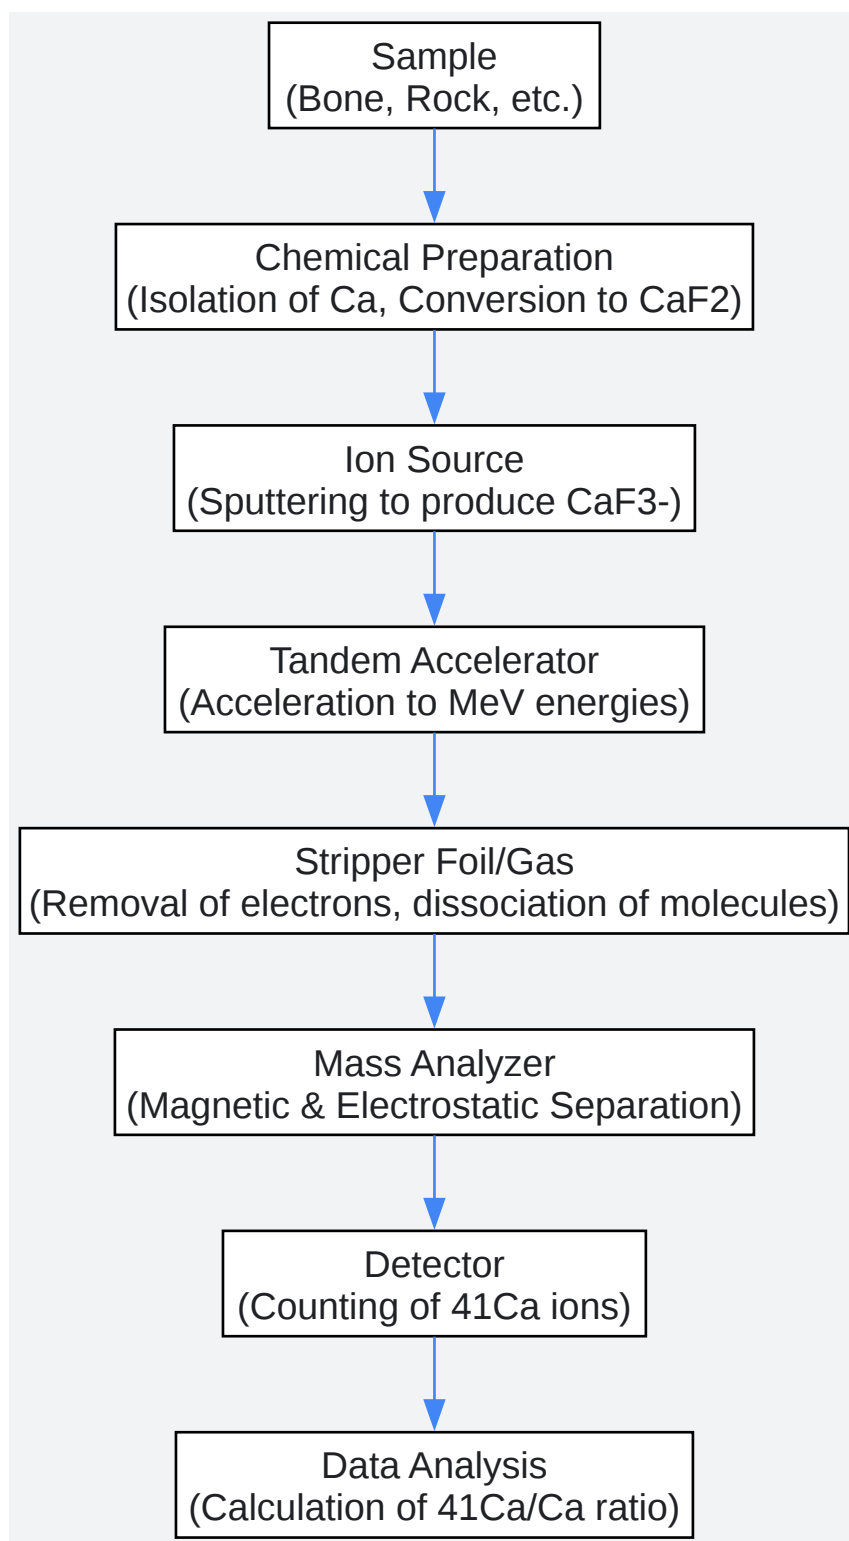 Sample
(Bone, Rock, etc.)
Chemical Preparation
(Isolation of Ca, Conversion to CaF2)
Ion Source
(Sputtering to produce CaF3-)
Tandem Accelerator
(Acceleration to MeV energies)
Stripper Foil/Gas
(Removal of electrons, dissociation of molecules)
Mass Analyzer
(Magnetic & Electrostatic Separation)
Detector
(Counting of 41Ca ions)
Data Analysis
(Calculation of 41Ca/Ca ratio)